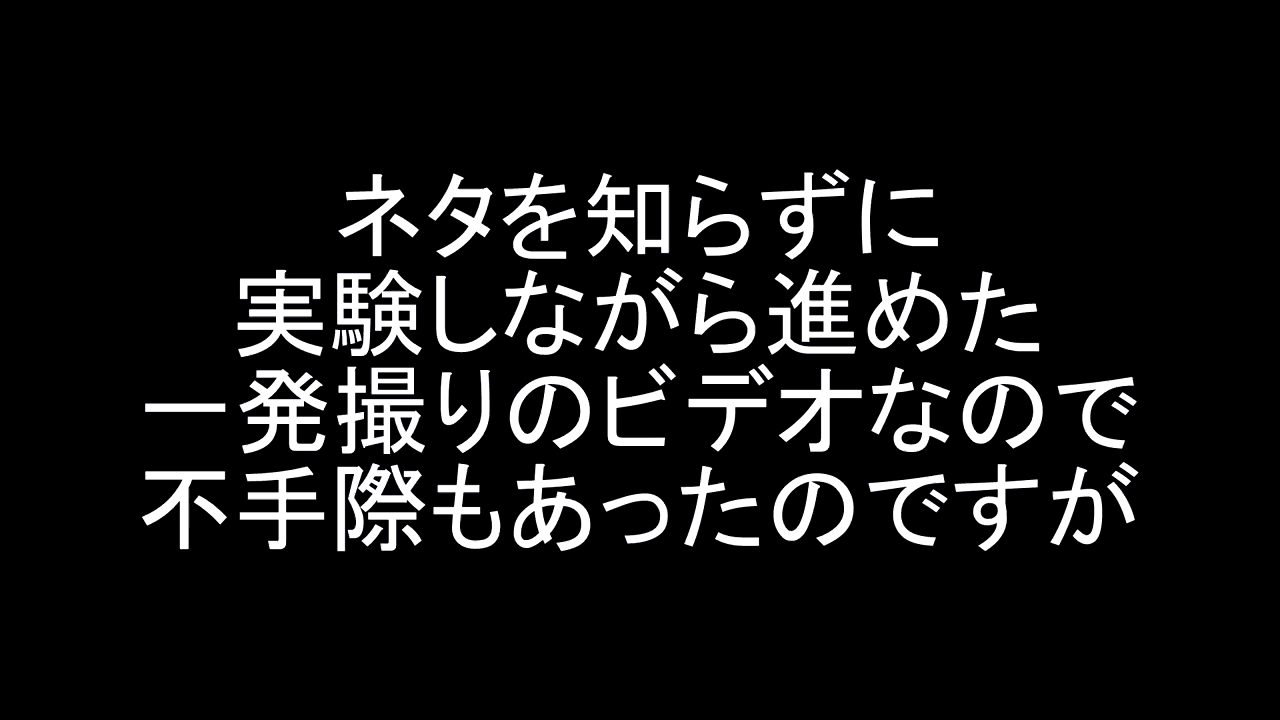 ネタを知らずに
実験しながら進めた
一発撮りのビデオなので
不手際もあったのですが